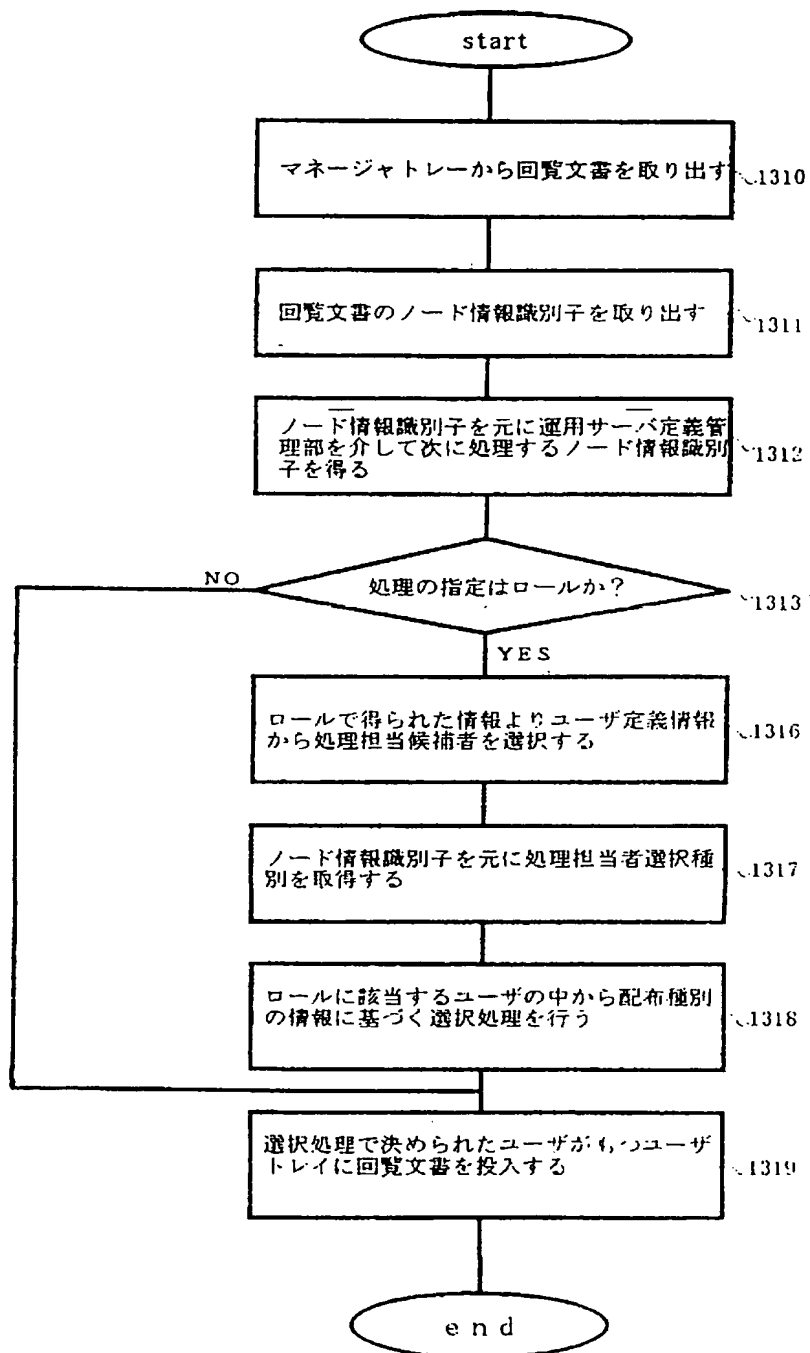 start
マネージャトレーから回覧文書を取り出す
1310
回覧文書のノード情報識別子を取り出す
1311
ノード情報識別子を元に運用サーバ定義管
理部を介して次に処理するノード情報識別
子を得る
1312
処理の指定はロールか?
1313
NO
YES
ロールで得られた情報よりユーザ定義情報
から処理担当候補者を選択する
1316
ノード情報識別子を元に処理担当者選択種
別を取得する
1317
ロールに該当するユーザの中から配布種別
の情報に基づく選択処理を行う
1318
選択処理で決められたユーザがもつユーザ
トレイに回覧文書を投入する
1319
end